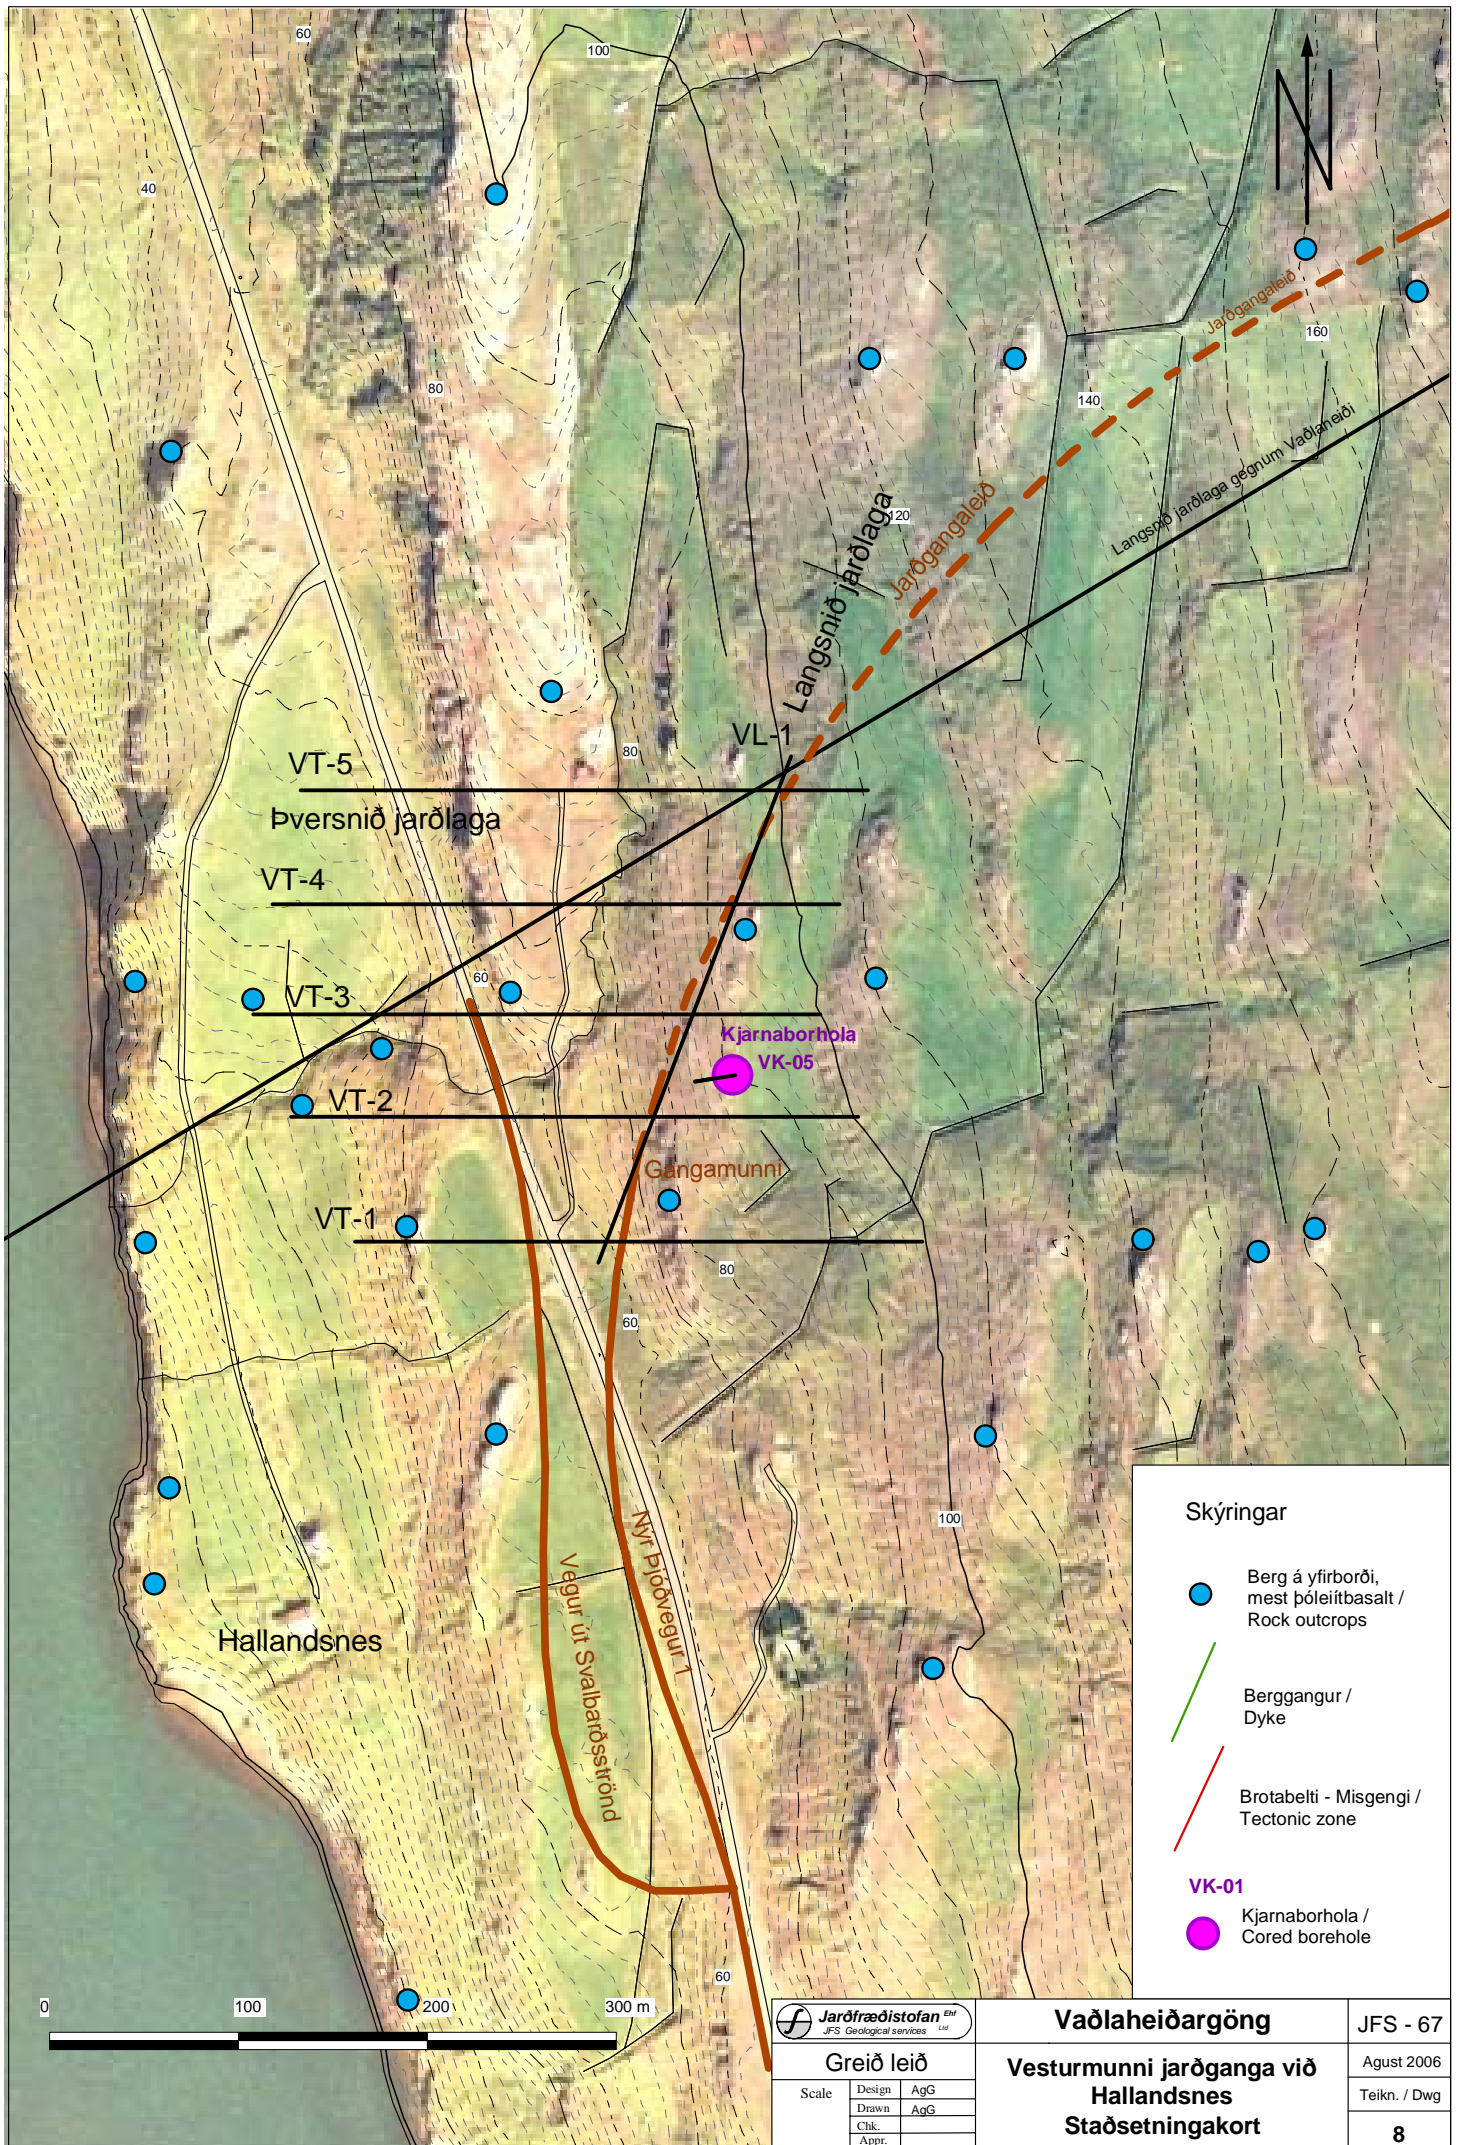 60
100
40
Jarðgangaleið
160
80
140
Langsnið jarðlaga gegnum Vaðlaheiði
120
Jarðgangaleið
Langsnið jarðlaga
VL-1
80
VT-5
Þversnið jarðlaga
VT-4
60
VT-3
Kjarnaborhola
VK-05
VT-2
Gangamunni
VT-1
80
60
100
Nýr Þjóðvegur 1
Vegur út Svalbarðsströnd
Hallandsnes
60
Skýringar
Berg á yfirborði,
mest þóleiítbasalt /
Rock outcrops
Berggangur /
Dyke
Brotabelti - Misgengi /
Tectonic zone
VK-01
Kjarnaborhola /
Cored borehole
0 100 200 300 m
N
Jarðfræðistofan Ehf
JFS Geological services Ltd
Greið leið
Scale
Design AgG
Drawn AgG
Chk.
Appr.
Vaðlaheiðargöng
Vesturmunni jarðganga við
Hallandsnes
Staðsetningakort
JFS - 67
Agust 2006
Teikn. / Dwg
8